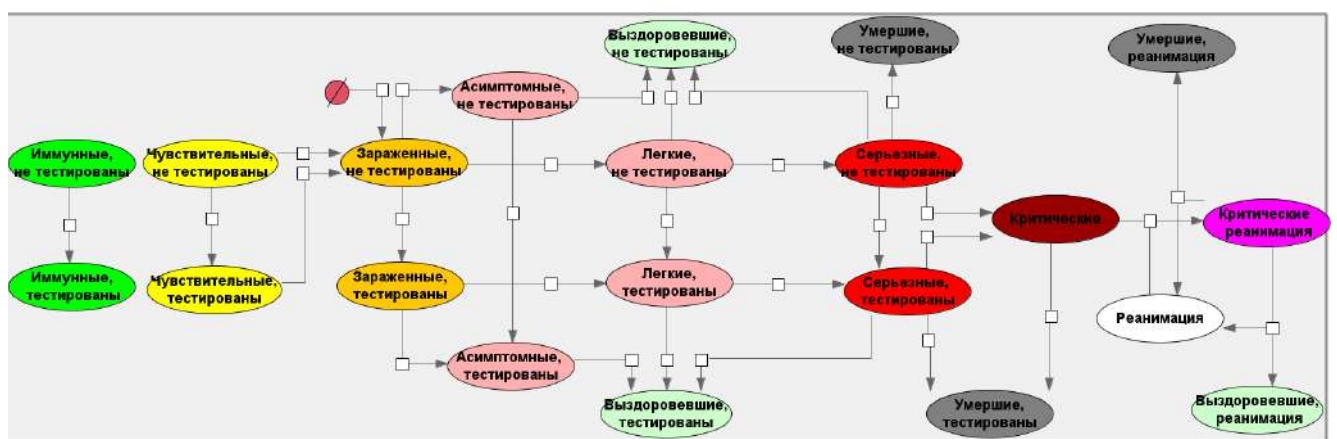 Выздоровевшие,
не тестированы
Умершие,
не тестированы
Умершие,
реанимация
Асимптомные,
не тестированы
Иммунные,
не тестированы
Чувствительные,
не тестированы
Зараженные,
не тестированы
Легкие,
не тестированы
Серьезные,
не тестированы
Критические
Критические
реанимация
Иммунные,
тестированы
Чувствительные,
тестированы
Зараженные,
тестированы
Легкие,
тестированы
Серьезные,
тестированы
Реанимация
Асимптомные,
тестированы
Выздоровевшие,
тестированы
Умершие,
тестированы
Выздоровевшие,
реанимация